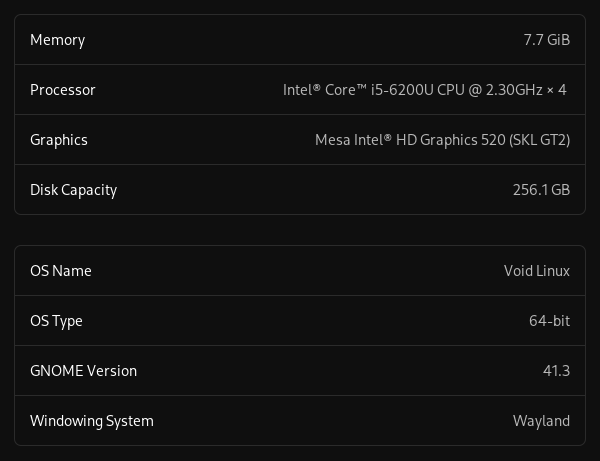 Memory 7.7 GiB
Processor Intel® Core™ i5-6200U CPU @ 2.30GHz × 4
Graphics Mesa Intel® HD Graphics 520 (SKL GT2)
Disk Capacity 256.1 GB
OS Name Void Linux
OS Type 64-bit
GNOME Version 41.3
Windowing System Wayland